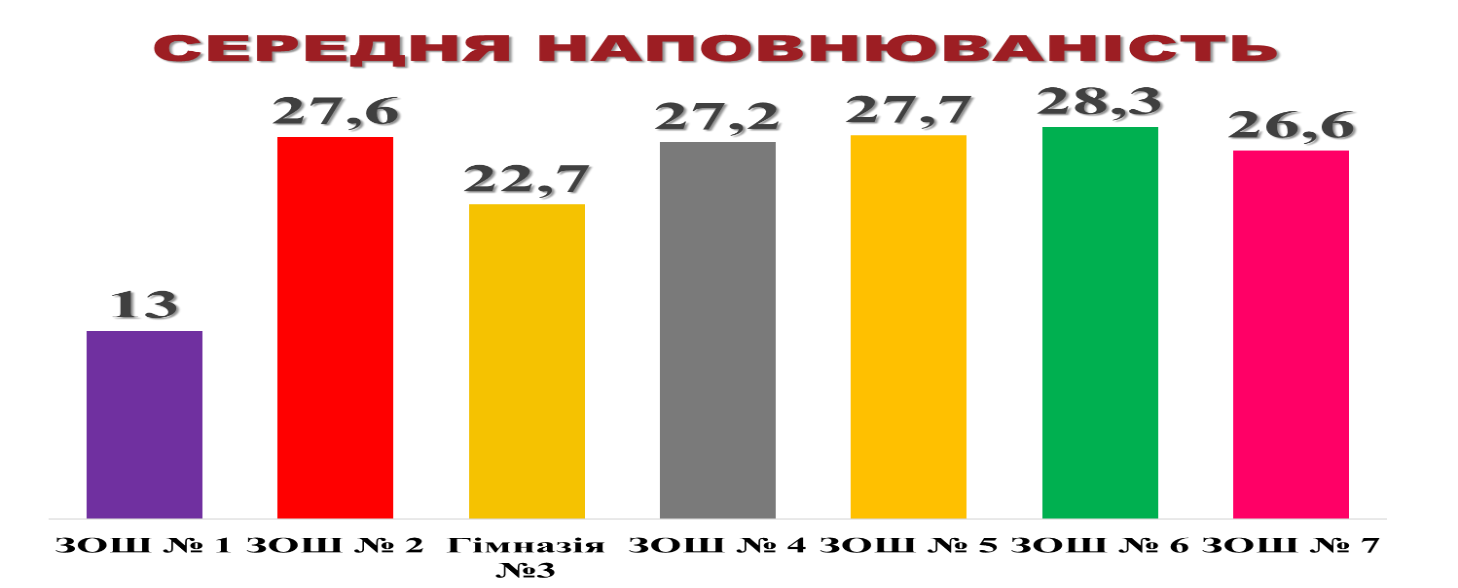 СЕРЕДНЯ НАПОВНЮВАНІСТЬ
13
27,6
22,7
27,2
27,7
28,3
26,6
ЗОШ № 1
ЗОШ № 2
Гімназія
№3
ЗОШ № 4
ЗОШ № 5
ЗОШ № 6
ЗОШ № 7